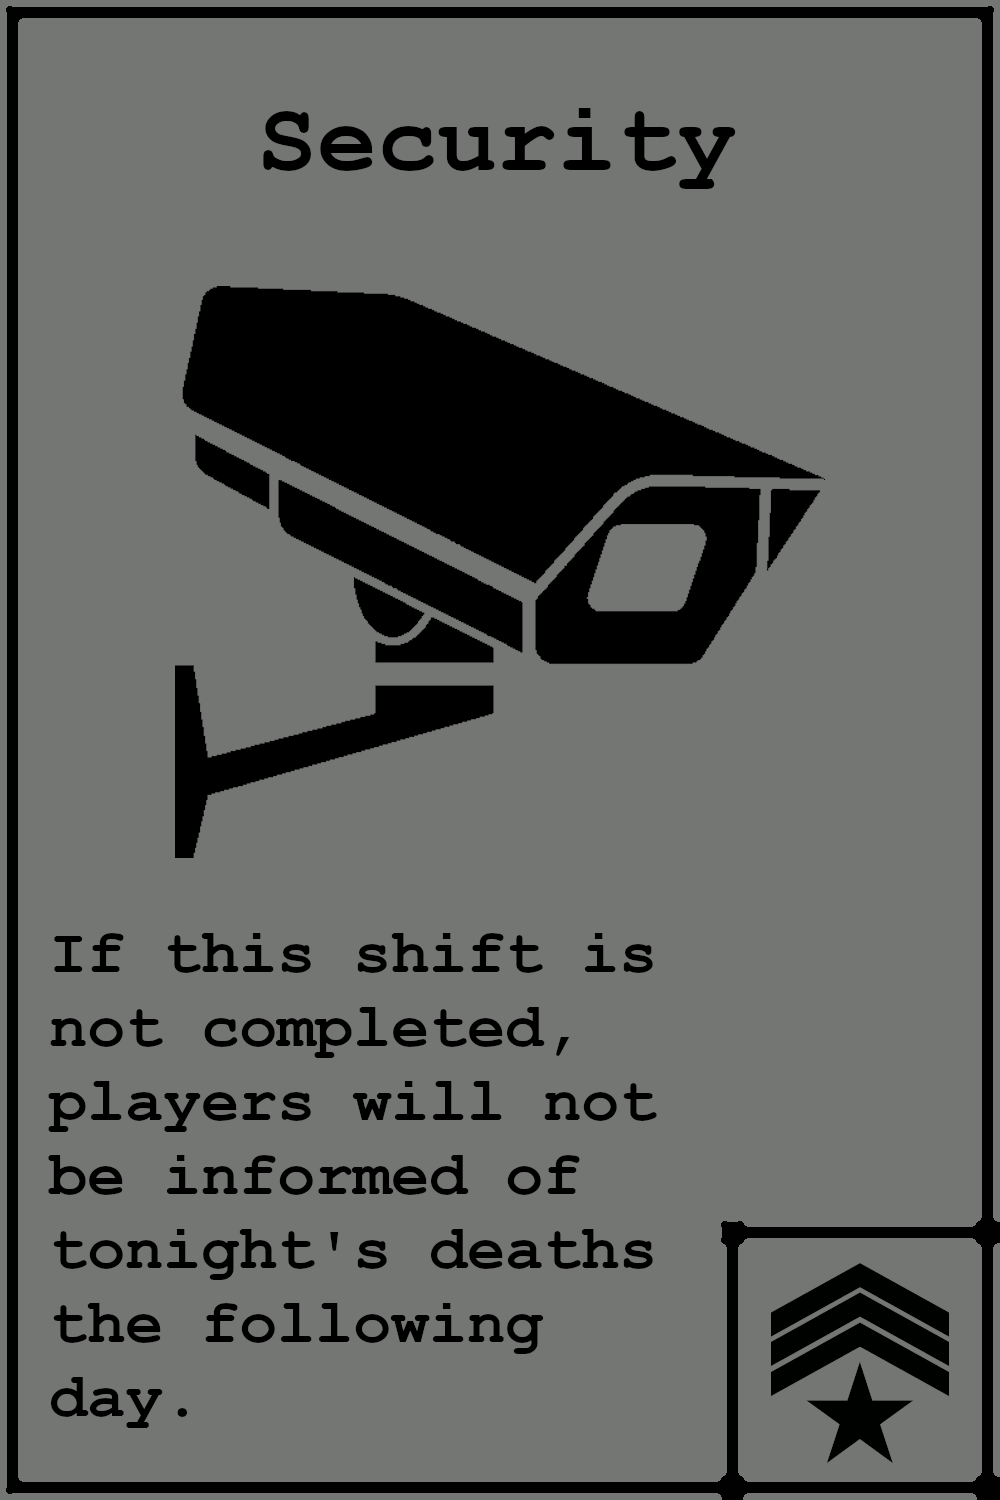 Security
If this shift is
not completed,
players will not
be informed of
tonight's deaths
the following
day.